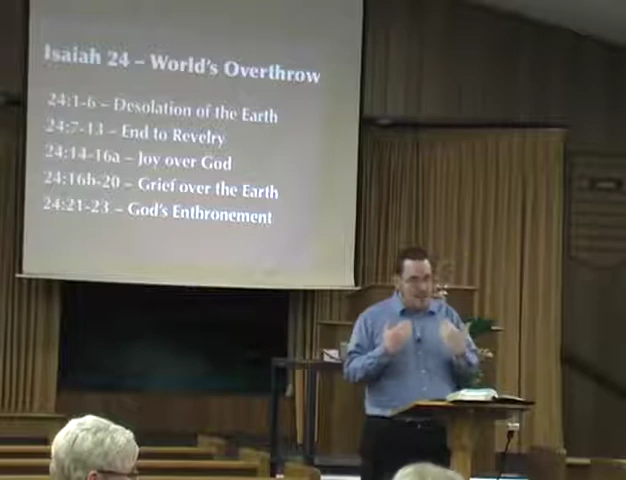 Isaiah 24 – World's Overthrow
24:1-6 – Desolation of the Earth
24:7-13 – End to Revelry
24:14-16a – Joy over God
24:16b-20 – Grief over the Earth
24:21-23 – God's Enthronement